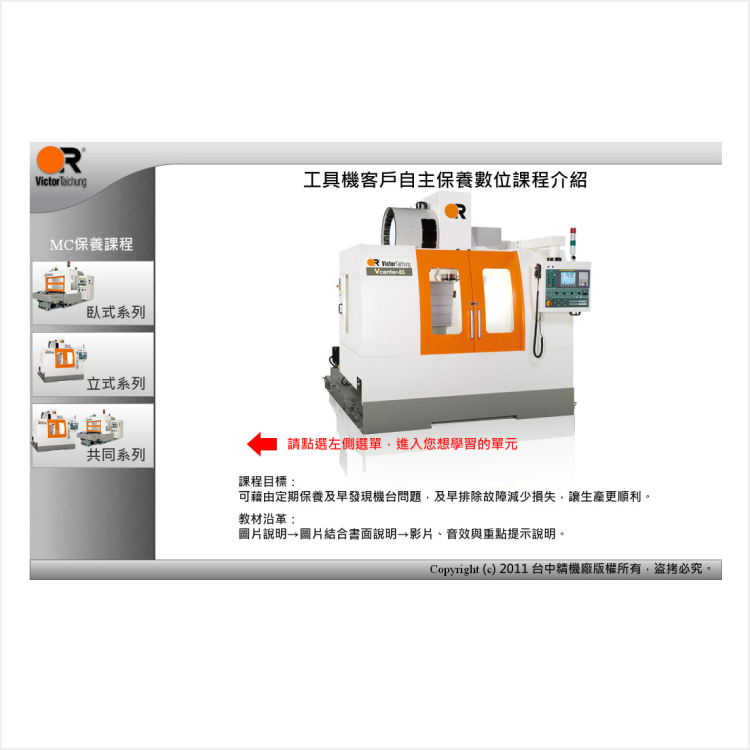 R®
VictorTaichung
工具機客戶自主保養數位課程介紹
MC保養課程
臥式系列
立式系列
共同系列
R
R VictorTaichung
Vcenter-85
請點選左側選單，進入您想學習的單元
課程目標：
可藉由定期保養及早發現機台問題，及早排除故障減少損失，讓生產更順利。
教材沿革：
圖片說明→圖片結合書面說明→影片、音效與重點提示說明。
Copyright (c) 2011 台中精機廠版權所有，盜拷必究。